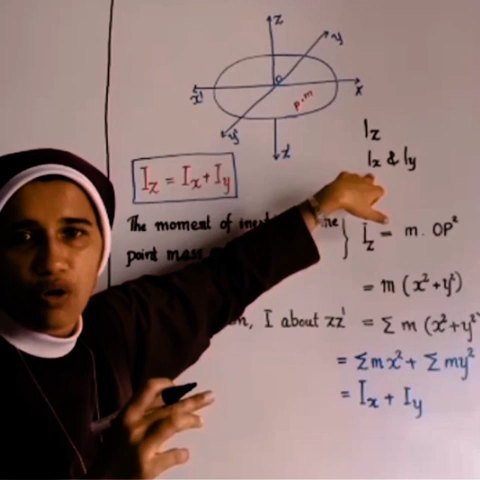 z
y
o
x' x
p.m
y'
z'
Iz
Ix & Iy
Iz = Ix + Iy
The moment of
point mass
Iz = m. OP²
= m (x² + y²)
I about zz' = Σ m (x² + y²
= Σmx² + Σmy²
= Ix + Iy